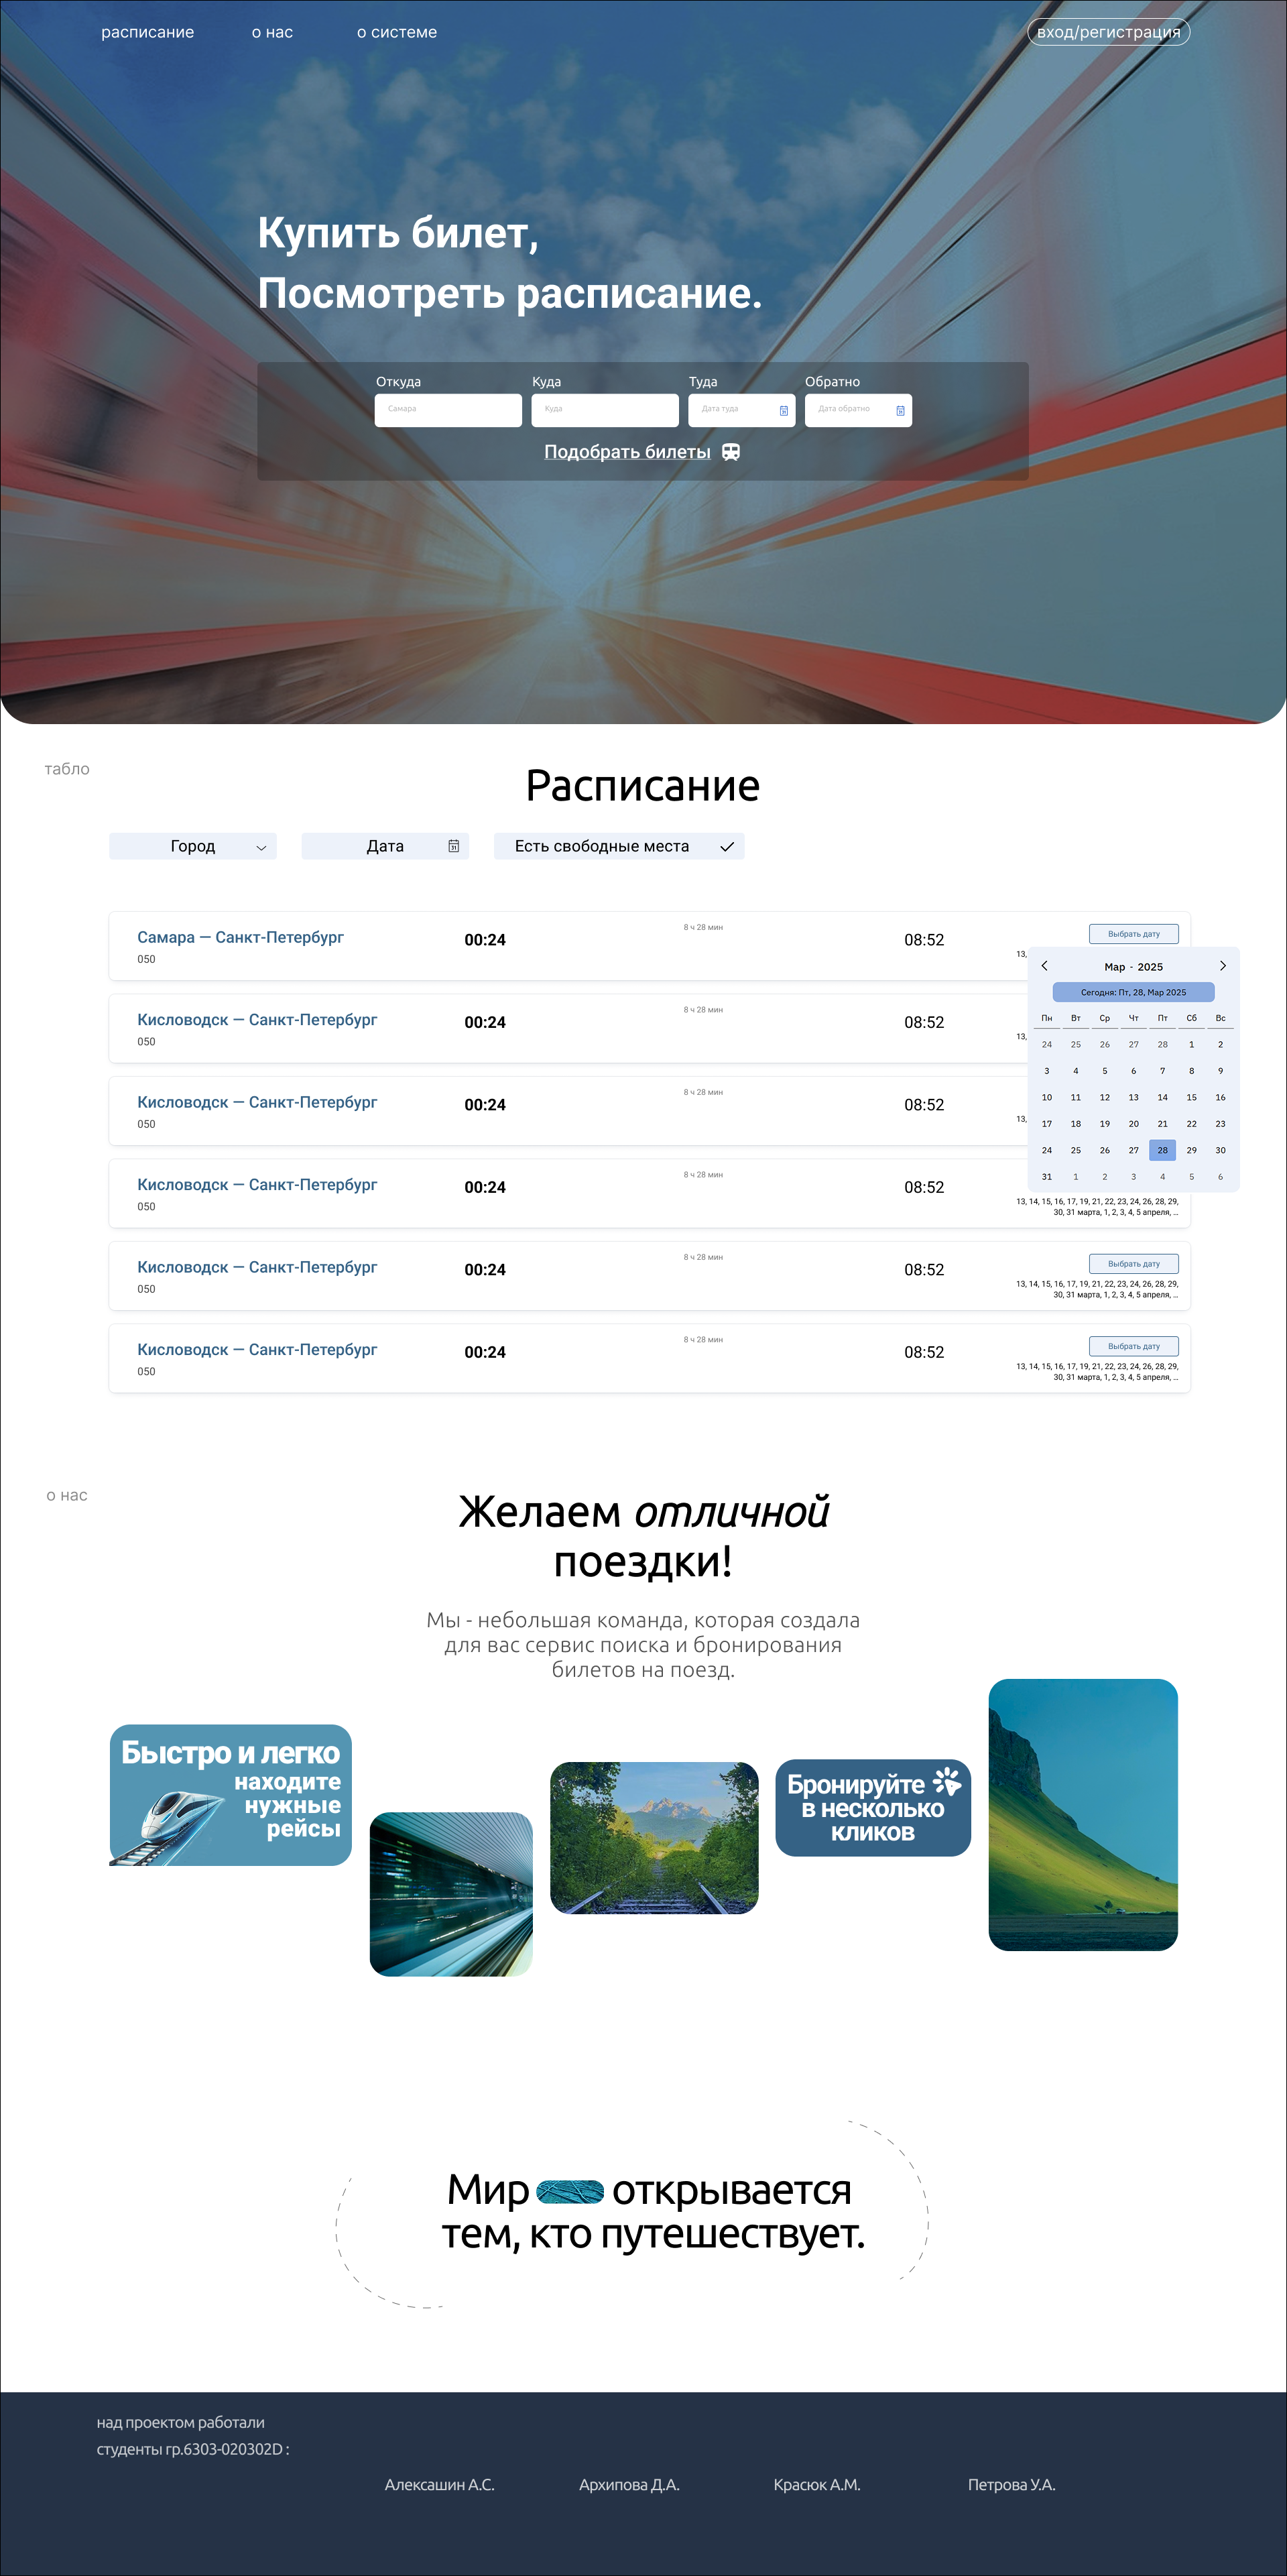 расписание
о нас
о системе
вход/регистрация
Купить билет,
Посмотреть расписание.
Откуда
Куда
Туда
Обратно
Самара
Куда
Дата туда
Дата обратно
Подобрать билеты
табло
Расписание
Город
Дата
Есть свободные места
Самара — Санкт-Петербург
050
00:24
8 ч 28 мин
08:52
Выбрать дату
13,
Кисловодск — Санкт-Петербург
050
00:24
8 ч 28 мин
08:52
13,
Кисловодск — Санкт-Петербург
050
00:24
8 ч 28 мин
08:52
13,
Кисловодск — Санкт-Петербург
050
00:24
8 ч 28 мин
08:52
13, 14, 15, 16, 17, 19, 21, 22, 23, 24, 26, 28, 29,
30, 31 марта, 1, 2, 3, 4, 5 апреля, ...
Кисловодск — Санкт-Петербург
050
00:24
8 ч 28 мин
08:52
Выбрать дату
13, 14, 15, 16, 17, 19, 21, 22, 23, 24, 26, 28, 29,
30, 31 марта, 1, 2, 3, 4, 5 апреля, ...
Кисловодск — Санкт-Петербург
050
00:24
8 ч 28 мин
08:52
Выбрать дату
13, 14, 15, 16, 17, 19, 21, 22, 23, 24, 26, 28, 29,
30, 31 марта, 1, 2, 3, 4, 5 апреля, ...
Мар - 2025
Сегодня: Пт, 28, Мар 2025
Пн Вт Ср Чт Пт Сб Вс
24 25 26 27 28 1 2
3 4 5 6 7 8 9
10 11 12 13 14 15 16
17 18 19 20 21 22 23
24 25 26 27 28 29 30
31 1 2 3 4 5 6
о нас
Желаем отличной
поездки!
Мы - небольшая команда, которая создала
для вас сервис поиска и бронирования
билетов на поезд.
Быстро и легко
находите
нужные
рейсы
Бронируйте
в несколько
кликов
Мир открывается
тем, кто путешествует.
над проектом работали
студенты гр.6303-020302D :
Алексашин А.С.
Архипова Д.А.
Красюк А.М.
Петрова У.А.